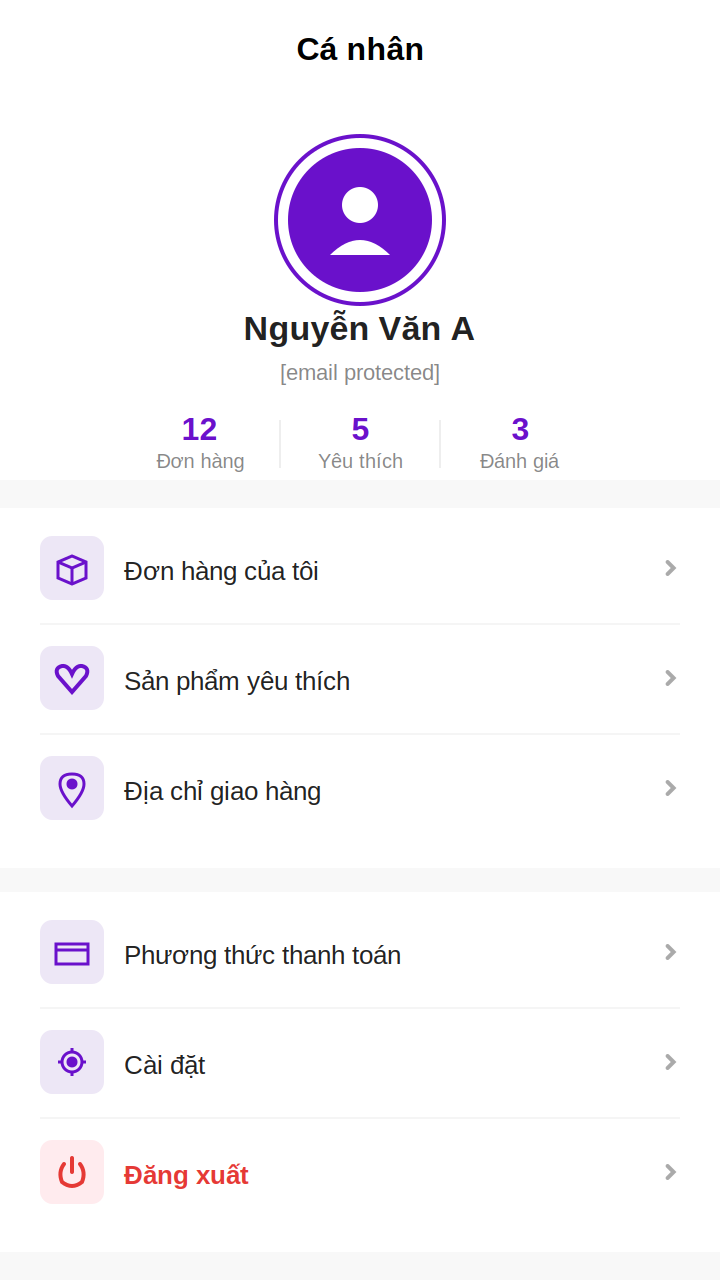 Cá nhân
Nguyễn Văn A
[email protected]
12 5 3
Đơn hàng Yêu thích Đánh giá
Đơn hàng của tôi
Sản phẩm yêu thích
Địa chỉ giao hàng
Phương thức thanh toán
Cài đặt
Đăng xuất